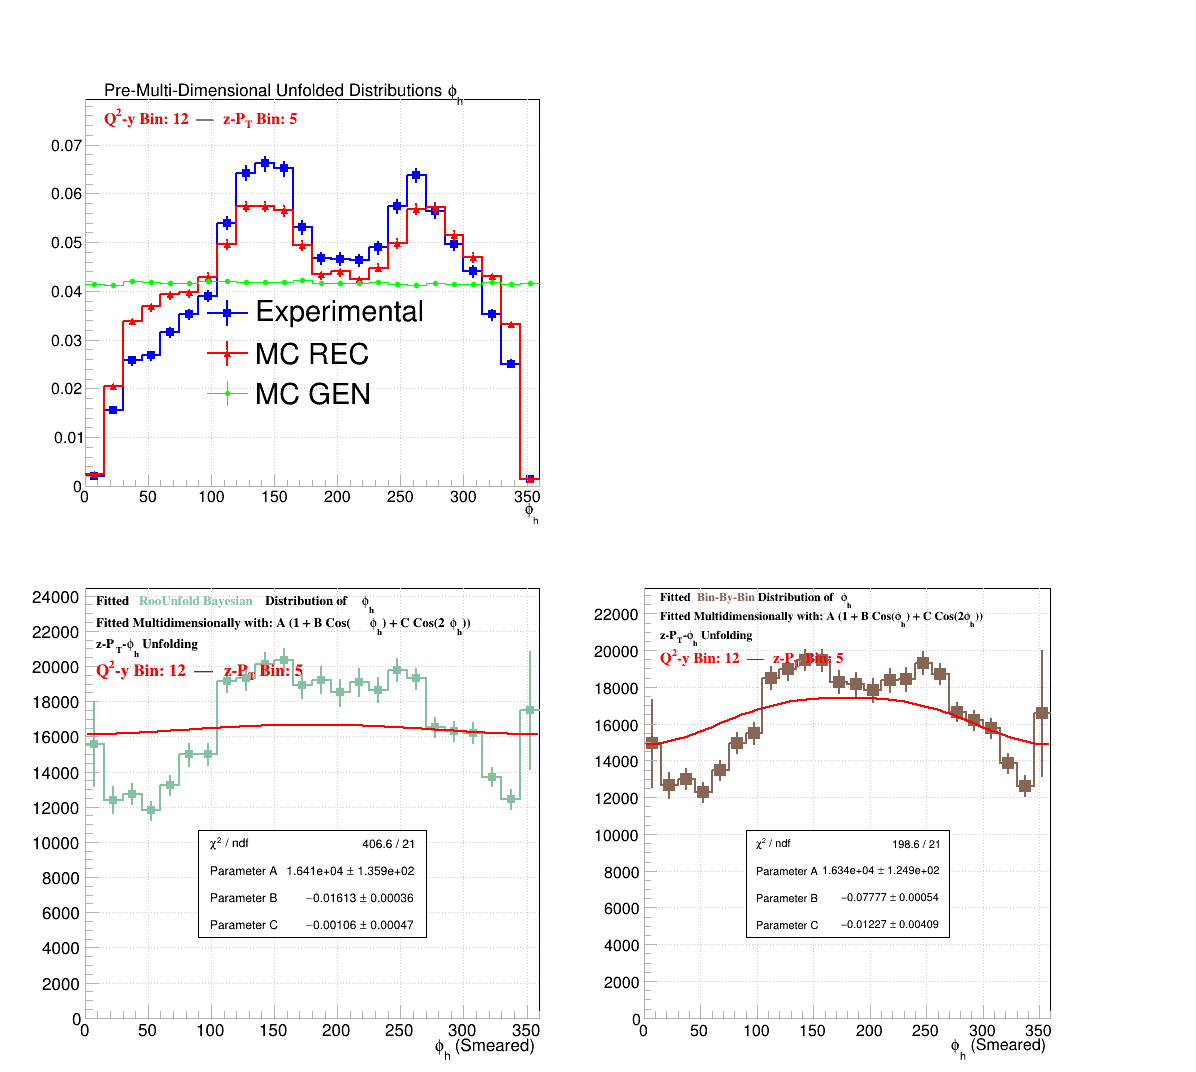 Pre-Multi-Dimensional Unfolded Distributions ϕh
Q²-y Bin: 12 — z-PT Bin: 5
0.07
0.06
0.05
0.04
0.03
0.02
0.01
0
Experimental
MC REC
MC GEN
0 50 100 150 200 250 300 350
ϕh
Fitted RooUnfold Bayesian Distribution of ϕh
Fitted Multidimensionally with: A (1 + B Cos( ϕh) + C Cos(2 ϕh))
z-PT-ϕh Unfolding
Q²-y Bin: 12 — z-PT Bin: 5
24000
22000
20000
18000
16000
14000
12000
10000
8000
6000
4000
2000
0
χ² / ndf 406.6 / 21
Parameter A 1.641e+04 ± 1.359e+02
Parameter B −0.01613 ± 0.00036
Parameter C −0.00106 ± 0.00047
0 50 100 150 200 250 300 350
ϕh (Smeared)
Fitted Bin-By-Bin Distribution of ϕh
Fitted Multidimensionally with: A (1 + B Cos(ϕh) + C Cos(2ϕh))
z-PT-ϕh Unfolding
Q²-y Bin: 12 — z-PT Bin: 5
22000
20000
18000
16000
14000
12000
10000
8000
6000
4000
2000
0
χ² / ndf 198.6 / 21
Parameter A 1.634e+04 ± 1.249e+02
Parameter B −0.07777 ± 0.00054
Parameter C −0.01227 ± 0.00409
0 50 100 150 200 250 300 350
ϕh (Smeared)